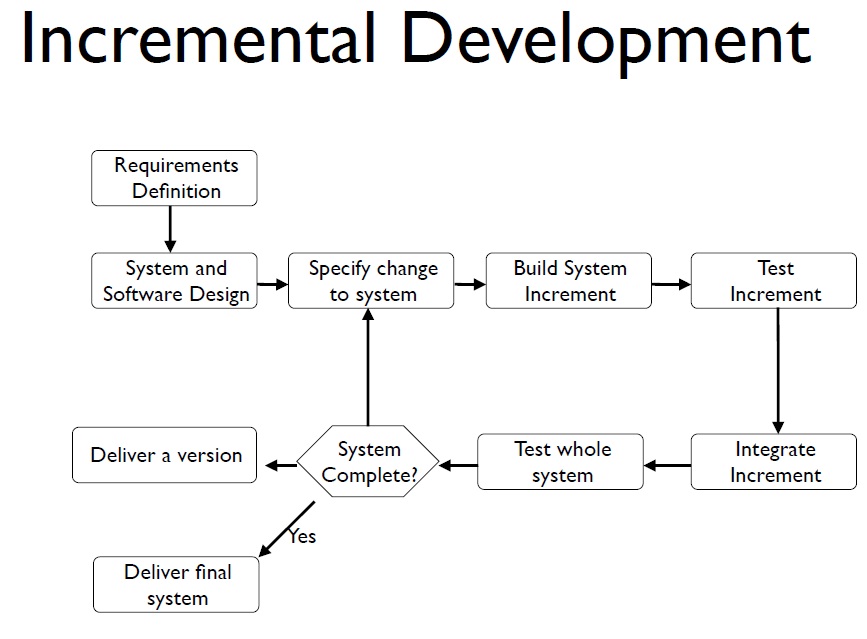 Incremental Development
Requirements
Definition
System and
Software Design
Specify change
to system
Build System
Increment
Test
Increment
Deliver a version
System
Complete?
Test whole
system
Integrate
Increment
Yes
Deliver final
system